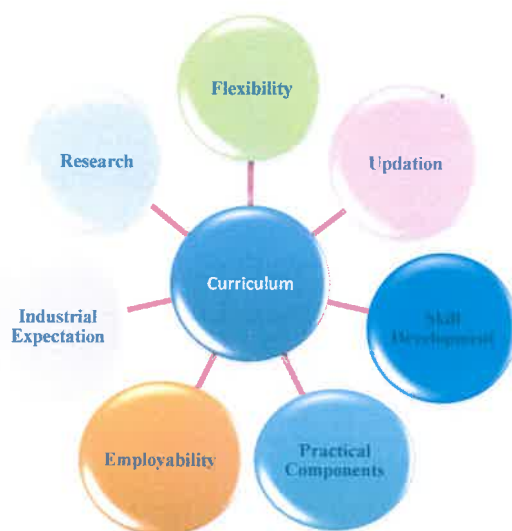 Flexibility
Updation
Skill
Development
Practical
Components
Employability
Industrial
Expectation
Research
Curriculum